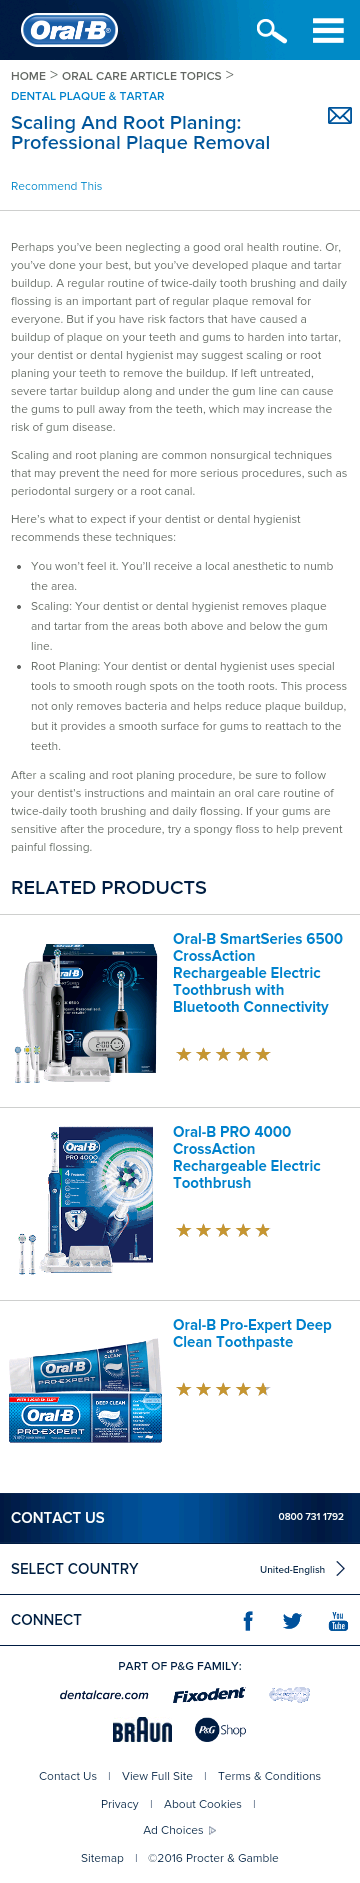 Oral-B
HOME > ORAL CARE ARTICLE TOPICS >
DENTAL PLAQUE & TARTAR
Scaling And Root Planing:
Professional Plaque Removal
Recommend This
Perhaps you've been neglecting a good oral health routine. Or,
you've done your best, but you've developed plaque and tartar
buildup. A regular routine of twice-daily tooth brushing and daily
flossing is an important part of regular plaque removal for
everyone. But if you have risk factors that have caused a
buildup of plaque on your teeth and gums to harden into tartar,
your dentist or dental hygienist may suggest scaling or root
planing your teeth to remove the buildup. If left untreated,
severe tartar buildup along and under the gum line can cause
the gums to pull away from the teeth, which may increase the
risk of gum disease.
Scaling and root planing are common nonsurgical techniques
that may prevent the need for more serious procedures, such as
periodontal surgery or a root canal.
Here's what to expect if your dentist or dental hygienist
recommends these techniques:
• You won't feel it. You'll receive a local anesthetic to numb
the area.
• Scaling: Your dentist or dental hygienist removes plaque
and tartar from the areas both above and below the gum
line.
• Root Planing: Your dentist or dental hygienist uses special
tools to smooth rough spots on the tooth roots. This process
not only removes bacteria and helps reduce plaque buildup,
but it provides a smooth surface for gums to reattach to the
teeth.
After a scaling and root planing procedure, be sure to follow
your dentist's instructions and maintain an oral care routine of
twice-daily tooth brushing and daily flossing. If your gums are
sensitive after the procedure, try a spongy floss to help prevent
painful flossing.
RELATED PRODUCTS
Oral-B
Oral-B SmartSeries 6500
CrossAction
Rechargeable Electric
Toothbrush with
Bluetooth Connectivity
Oral-B
PRO 4000
Oral-B PRO 4000
CrossAction
Rechargeable Electric
Toothbrush
Oral-B
PRO-EXPERT
DEEP CLEAN
Oral-B
PRO-EXPERT
DEEP CLEAN
Oral-B Pro-Expert Deep
Clean Toothpaste
CONTACT US 0800 731 1792
SELECT COUNTRY United-English
CONNECT You Tube
PART OF P&G FAMILY:
dentalcare.com Fixodent
BRAUN P&G Shop
Contact Us | View Full Site | Terms & Conditions
Privacy | About Cookies |
Ad Choices
Sitemap | ©2016 Procter & Gamble